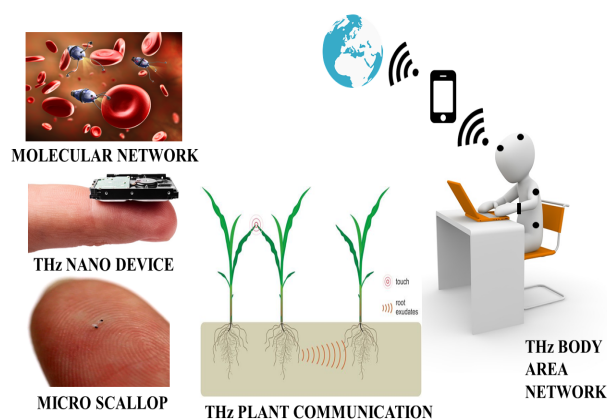 MOLECULAR NETWORK
THz NANO DEVICE
MICRO SCALLOP
touch
root
exudates
THz PLANT COMMUNICATION
THz BODY
AREA
NETWORK